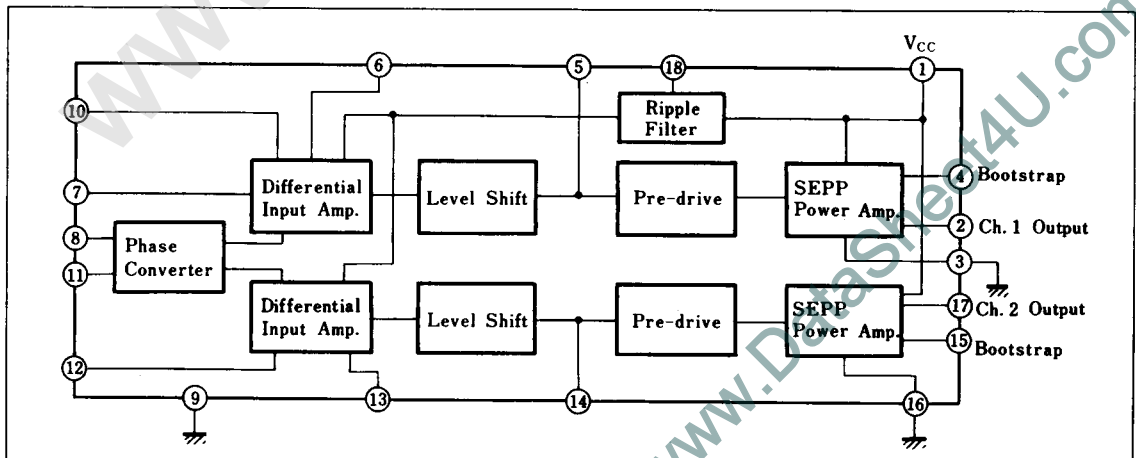 VCC
6
5
18
1
10
Ripple
Filter
7
Differential
Input Amp.
Level Shift
Pre-drive
SEPP
Power Amp.
4
Bootstrap
2
Ch. 1 Output
8
Phase
Converter
3
11
Differential
Input Amp.
Level Shift
Pre-drive
SEPP
Power Amp.
17
Ch. 2 Output
15
Bootstrap
12
9
13
14
16
www.DataSheet4U.com